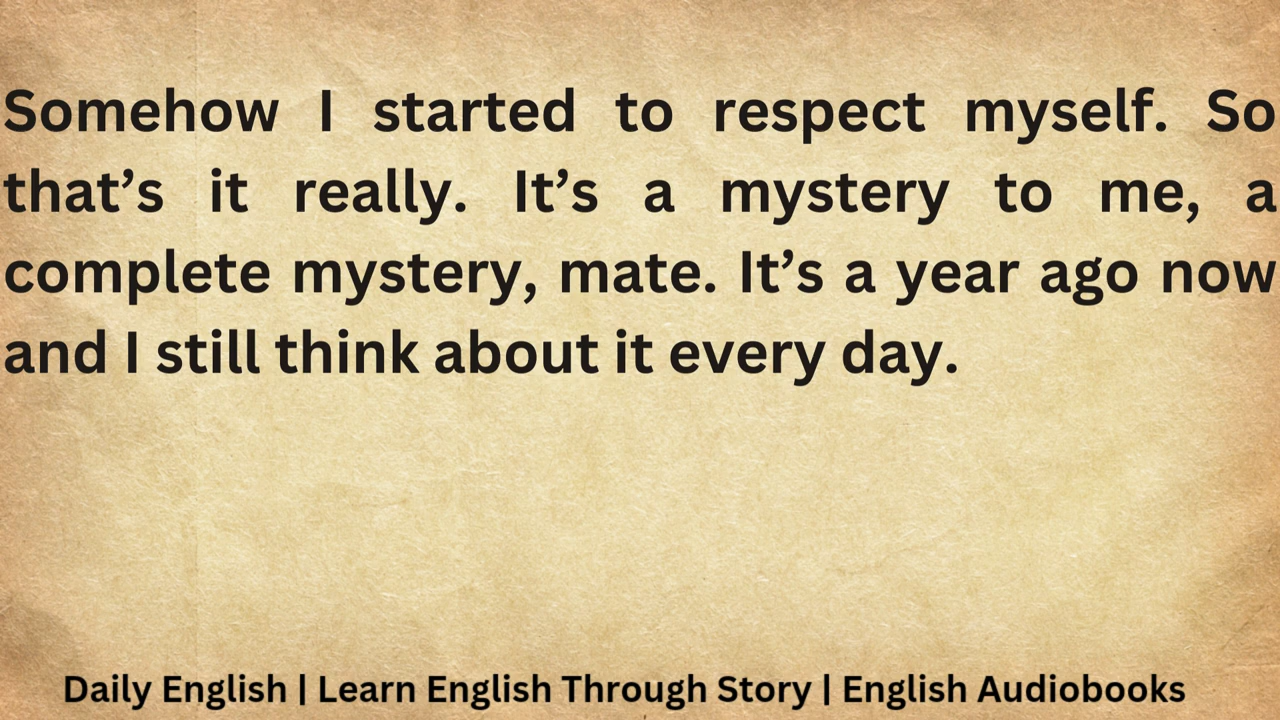 Somehow I started to respect myself. So
that’s it really. It’s a mystery to me, a
complete mystery, mate. It’s a year ago now
and I still think about it every day.
Daily English | Learn English Through Story | English Audiobooks